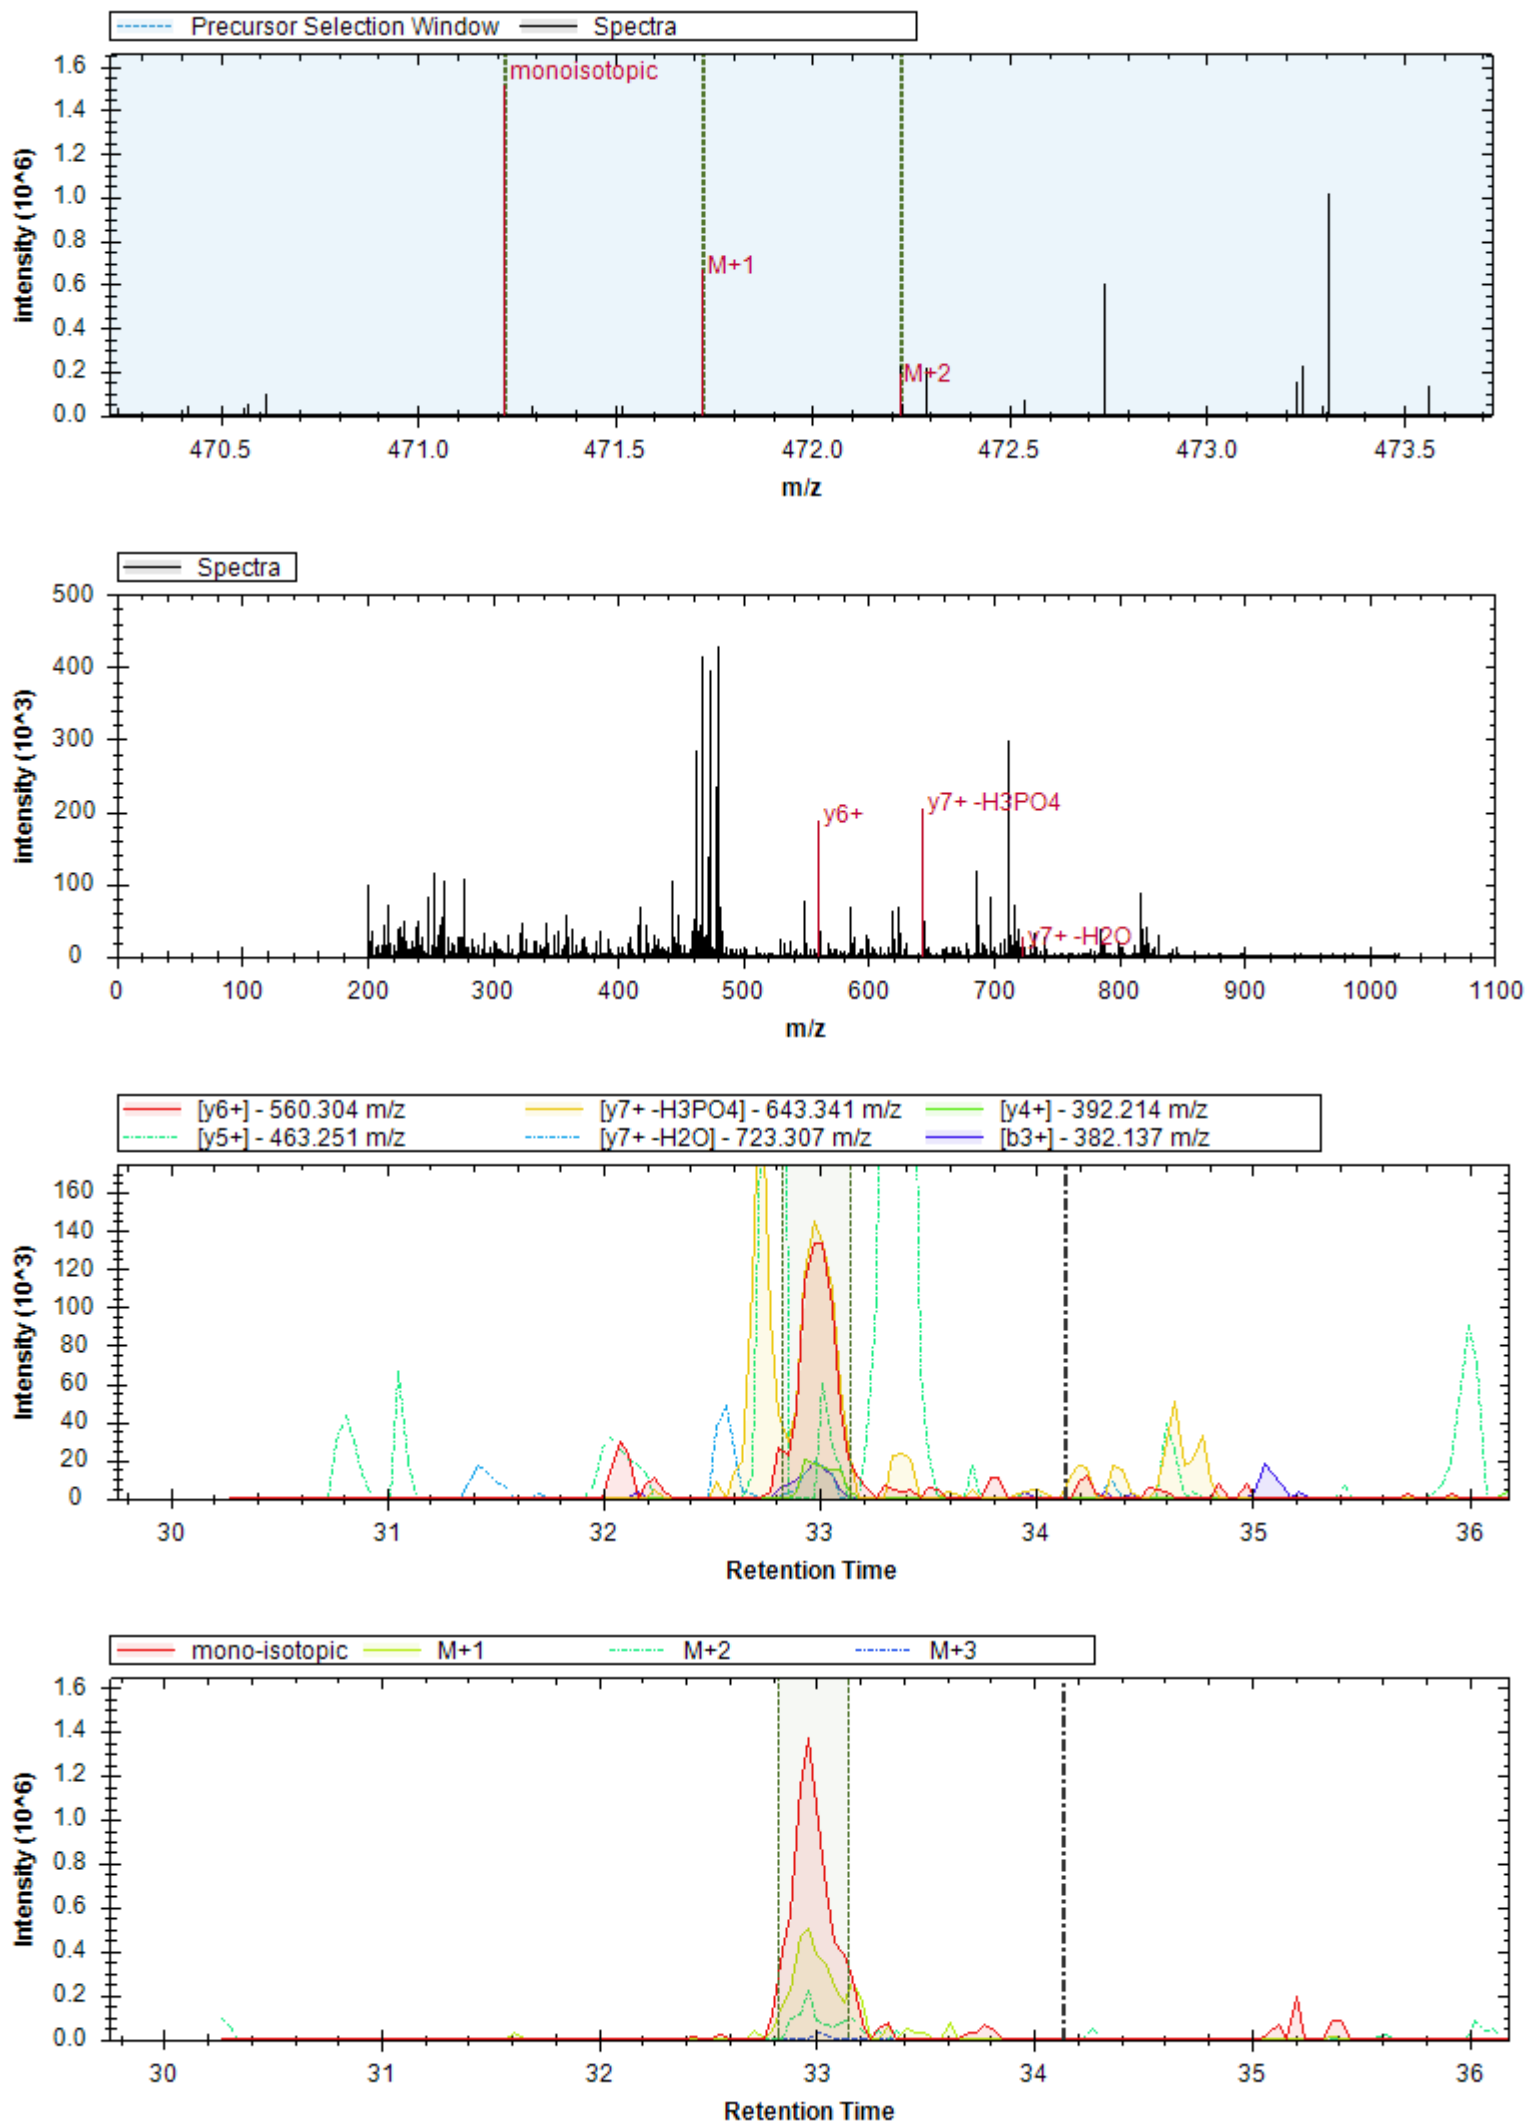 Precursor Selection Window Spectra
1.6
1.4
1.2
1.0
0.8
0.6
0.4
0.2
0.0
intensity (10^6)
monoisotopic
M+1
M+2
470.5 471.0 471.5 472.0 472.5 473.0 473.5
m/z
Spectra
500
400
300
200
100
0
intensity (10^3)
y6+
y7+ -H3PO4
y7+ -H2O
0 100 200 300 400 500 600 700 800 900 1000 1100
m/z
[y6+] - 560.304 m/z [y7+ -H3PO4] - 643.341 m/z [y4+] - 392.214 m/z
[y5+] - 463.251 m/z [y7+ -H2O] - 723.307 m/z [b3+] - 382.137 m/z
160
140
120
100
80
60
40
20
0
Intensity (10^3)
30 31 32 33 34 35 36
Retention Time
mono-isotopic M+1 M+2 M+3
1.6
1.4
1.2
1.0
0.8
0.6
0.4
0.2
0.0
Intensity (10^6)
30 31 32 33 34 35 36
Retention Time